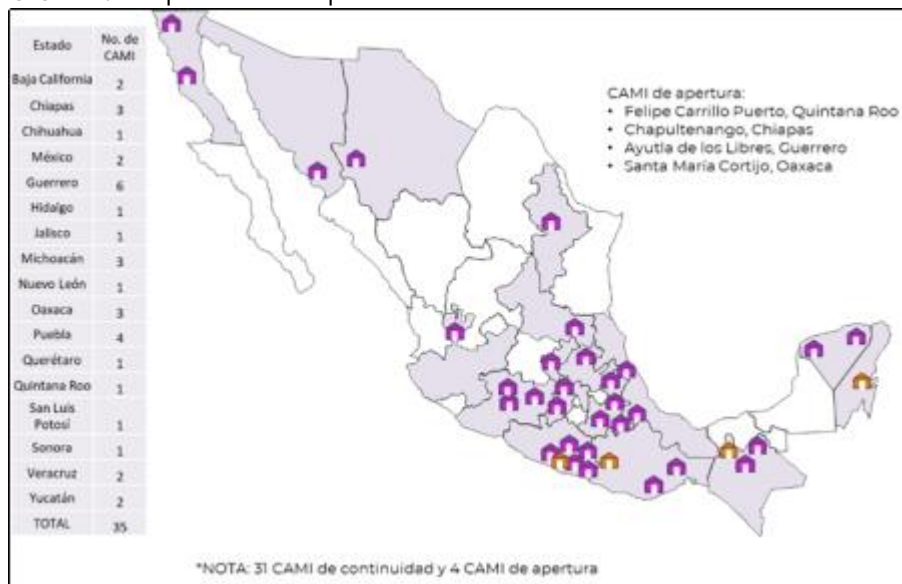 Estado No. de CAMI
Baja California 2
Chiapas 3
Chihuahua 1
México 2
Guerrero 6
Hidalgo 1
Jalisco 1
Michoacán 3
Nuevo León 1
Oaxaca 3
Puebla 4
Querétaro 1
Quintana Roo 1
San Luis Potosí 1
Sonora 1
Veracruz 2
Yucatán 2
TOTAL 35
CAMI de apertura:
• Felipe Carrillo Puerto, Quintana Roo
• Chapultenango, Chiapas
• Ayutla de los Libres, Guerrero
• Santa María Cortijo, Oaxaca
*NOTA: 31 CAMI de continuidad y 4 CAMI de apertura